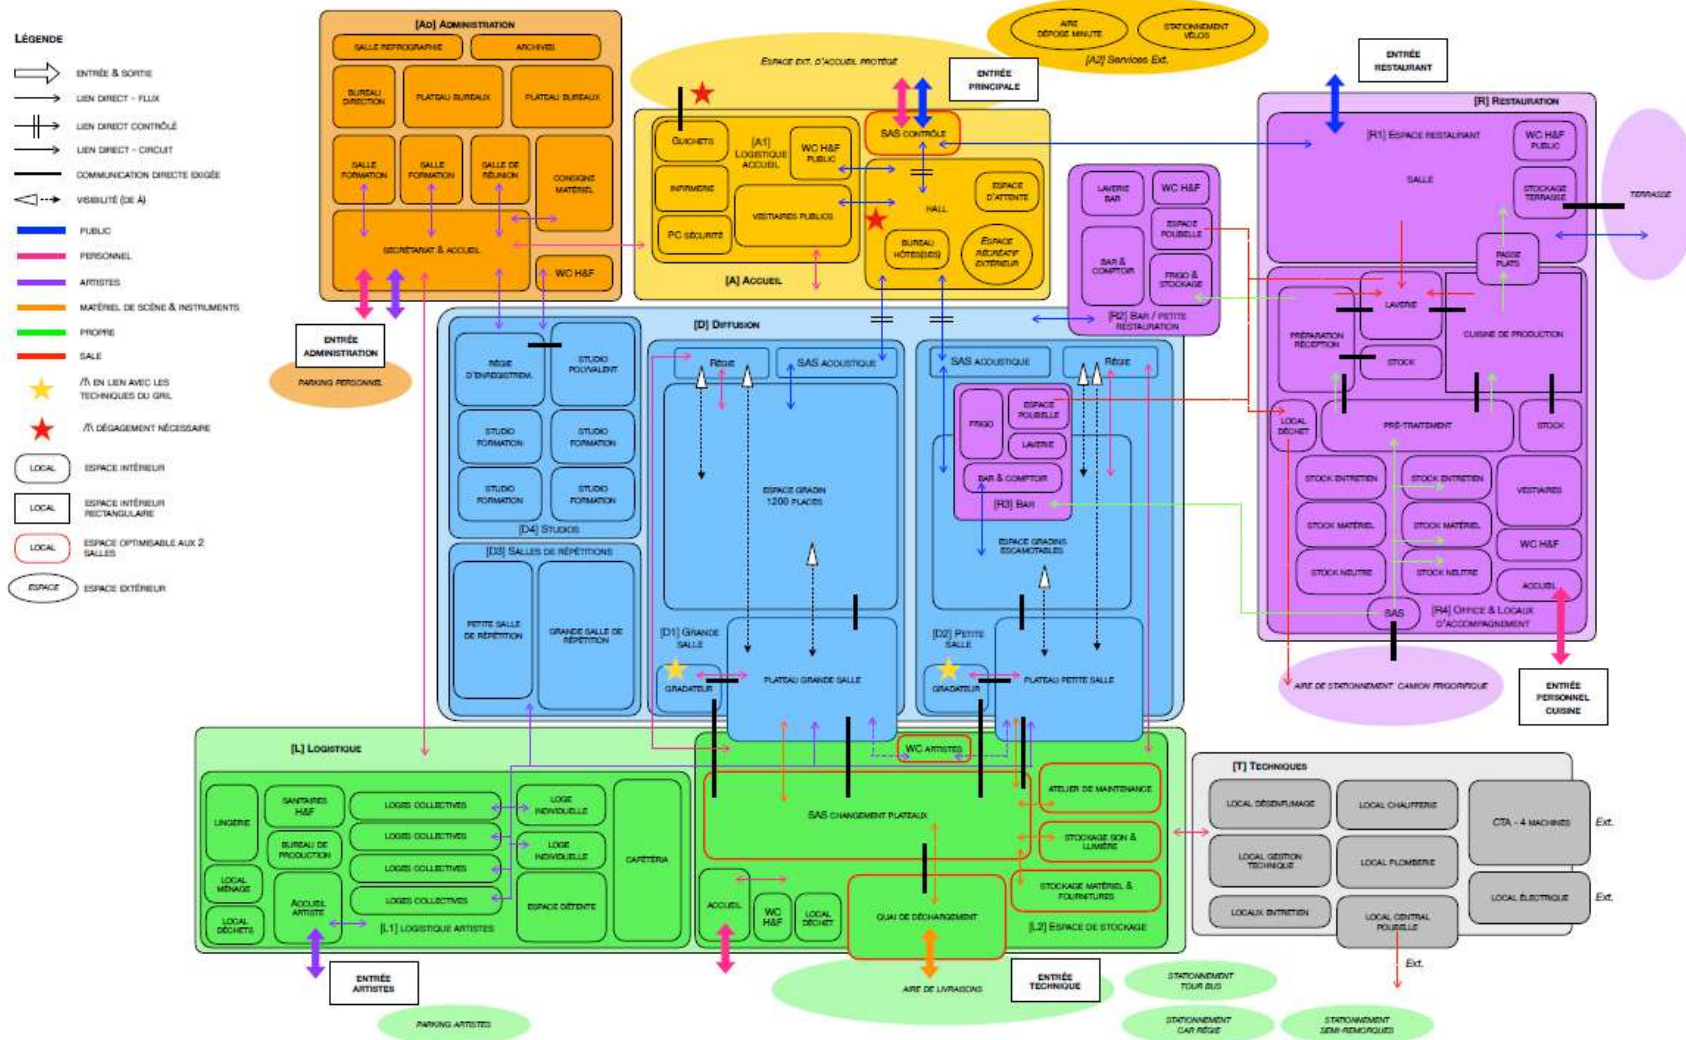 LÉGENDE
ENTRÉE & SORTIE
LIEN DIRECT - FLUX
LIEN DIRECT CONTRÔLÉ
LIEN DIRECT - CIRCUIT
COMMUNICATION DIRECTE EXIGÉE
VISIBILITÉ (DE À)
PUBLIC
PERSONNEL
ARTISTES
MATÉRIEL DE SCÈNE & INSTRUMENTS
PROPRE
SALE
/!\ EN LIEN AVEC LES
TECHNIQUES DU GRIL
/!\ DÉGAGEMENT NÉCESSAIRE
LOCAL
ESPACE INTÉRIEUR
LOCAL
ESPACE INTÉRIEUR
RECTANGULAIRE
LOCAL
ESPACE OPTIMISABLE AUX 2
SALLES
ESPACE
ESPACE EXTÉRIEUR
[AD] ADMINISTRATION
SALLE REPROGRAPHIE
ARCHIVES
BUREAU
DIRECTION
PLATEAU BUREAUX
PLATEAU BUREAUX
SALLE
FORMATION
SALLE
FORMATION
SALLE DE
RÉUNION
CONSIGNE
MATÉRIEL
SECRÉTARIAT & ACCUEIL
WC H&F
ENTRÉE
ADMINISTRATION
PARKING PERSONNEL
ESPACE EXT. D'ACCUEIL PROTÉGÉ
ENTRÉE
PRINCIPALE
AIRE
DÉPOSE MINUTE
STATIONNEMENT
VÉLOS
[A2] Services Ext.
GUICHETS
[A1]
LOGISTIQUE
ACCUEIL
WC H&F
PUBLIC
SAS CONTRÔLE
INFIRMERIE
VESTIAIRES PUBLICS
PC SÉCURITÉ
HALL
ESPACE
D'ATTENTE
BUREAU
HÔTES(SES)
ESPACE
RÉCRÉATIF
EXTÉRIEUR
[A] ACCUEIL
LAVERIE
BAR
WC H&F
ESPACE
POUBELLE
BAR &
COMPTOIR
FRIGO &
STOCKAGE
[R2] BAR / PETITE
RESTAURATION
ENTRÉE
RESTAURANT
[R] RESTAURATION
[R1] ESPACE RESTAURANT
WC H&F
PUBLIC
SALLE
STOCKAGE
TERRASSE
TERRASSE
PASSE
PLATS
LAVERIE
PRÉPARATION
RÉCEPTION
CUISINE DE PRODUCTION
STOCK
LOCAL
DÉCHET
PRÉ-TRAITEMENT
STOCK
STOCK ENTRETIEN
STOCK ENTRETIEN
VESTIAIRES
STOCK MATÉRIEL
STOCK MATÉRIEL
WC H&F
STOCK NEUTRE
STOCK NEUTRE
ACCUEIL
SAS
[R4] OFFICE & LOCAUX
D'ACCOMPAGNEMENT
AIRE DE STATIONNEMENT CAMION FRIGORIFIQUE
ENTRÉE
PERSONNEL
CUISINE
[D] DIFFUSION
RÉGIE
D'ENREGISTREM.
STUDIO
POLYVALENT
STUDIO
FORMATION
STUDIO
FORMATION
STUDIO
FORMATION
STUDIO
FORMATION
[D4] STUDIOS
[D3] SALLES DE RÉPÉTITIONS
PETITE SALLE
DE RÉPÉTITION
GRANDE SALLE DE
RÉPÉTITION
RÉGIE
SAS ACOUSTIQUE
ESPACE GRADIN
1200 PLACES
[D1] GRANDE
SALLE
GRADATEUR
PLATEAU GRANDE SALLE
SAS ACOUSTIQUE
RÉGIE
FRIGO
ESPACE
POUBELLE
LAVERIE
BAR & COMPTOIR
[R3] BAR
ESPACE GRADINS
ESCAMOTABLES
[D2] PETITE
SALLE
GRADATEUR
PLATEAU PETITE SALLE
[L] LOGISTIQUE
LINGERIE
SANITAIRES
H&F
BUREAU DE
PRODUCTION
LOCAL
MÉNAGE
LOCAL
DÉCHETS
ACCUEIL
ARTISTE
LOGES COLLECTIVES
LOGES COLLECTIVES
LOGES COLLECTIVES
LOGES COLLECTIVES
LOGE
INDIVIDUELLE
LOGE
INDIVIDUELLE
ESPACE DÉTENTE
CAFÉTÉRIA
[L1] LOGISTIQUE ARTISTES
WC ARTISTES
SAS CHANGEMENT PLATEAUX
ATELIER DE MAINTENANCE
STOCKAGE SON &
LUMIÈRE
STOCKAGE MATÉRIEL &
FOURNITURES
ACCUEIL
WC
H&F
LOCAL
DÉCHET
QUAI DE DÉCHARGEMENT
[L2] ESPACE DE STOCKAGE
ENTRÉE
ARTISTES
PARKING ARTISTES
AIRE DE LIVRAISONS
ENTRÉE
TECHNIQUE
STATIONNEMENT
TOUR BUS
STATIONNEMENT
CAR RÉGIE
STATIONNEMENT
SEMI-REMORQUES
[T] TECHNIQUES
LOCAL DÉSENFUMAGE
LOCAL CHAUFFERIE
CTA - 4 MACHINES
Ext.
LOCAL GESTION
TECHNIQUE
LOCAL PLOMBERIE
LOCAL ÉLECTRIQUE
Ext.
LOCAUX ENTRETIEN
LOCAL CENTRAL
POUBELLE
Ext.